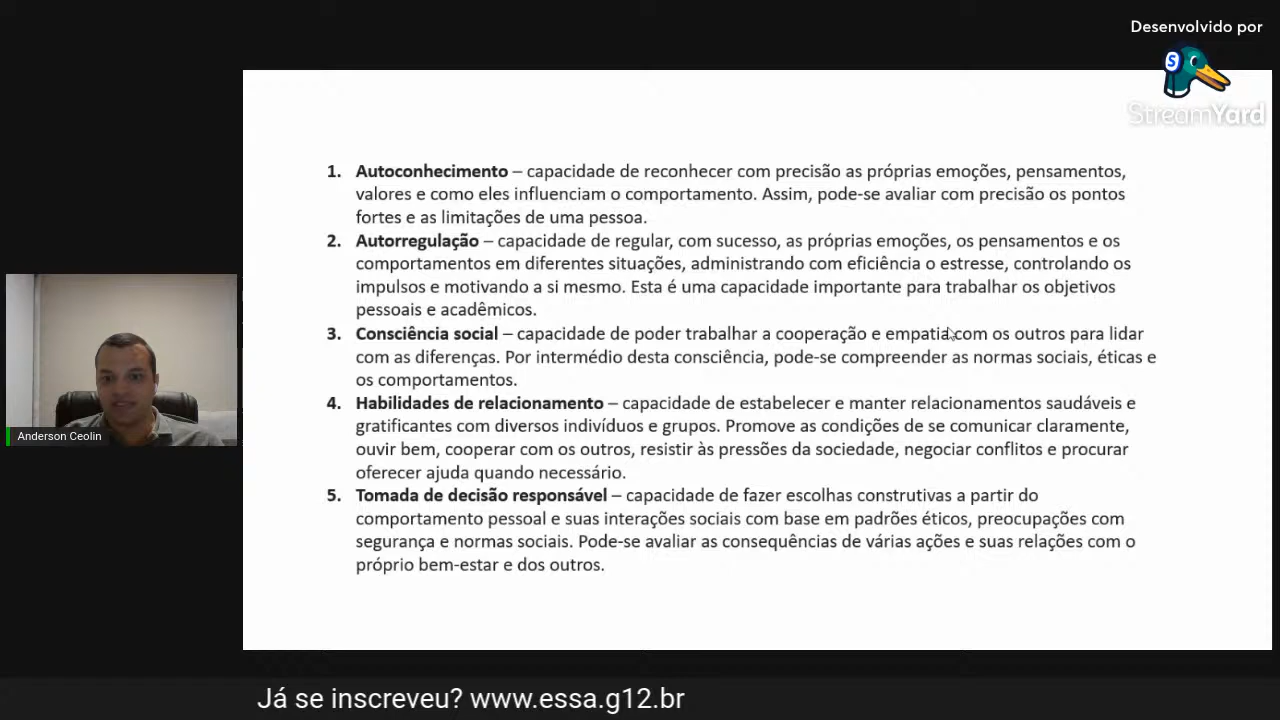 Desenvolvido por
S
StreamYard
1. Autoconhecimento – capacidade de reconhecer com precisão as próprias emoções, pensamentos,
valores e como eles influenciam o comportamento. Assim, pode-se avaliar com precisão os pontos
fortes e as limitações de uma pessoa.
2. Autorregulação – capacidade de regular, com sucesso, as próprias emoções, os pensamentos e os
comportamentos em diferentes situações, administrando com eficiência o estresse, controlando os
impulsos e motivando a si mesmo. Esta é uma capacidade importante para trabalhar os objetivos
pessoais e acadêmicos.
3. Consciência social – capacidade de poder trabalhar a cooperação e empatia com os outros para lidar
com as diferenças. Por intermédio desta consciência, pode-se compreender as normas sociais, éticas e
os comportamentos.
4. Habilidades de relacionamento – capacidade de estabelecer e manter relacionamentos saudáveis e
gratificantes com diversos indivíduos e grupos. Promove as condições de se comunicar claramente,
ouvir bem, cooperar com os outros, resistir às pressões da sociedade, negociar conflitos e procurar
oferecer ajuda quando necessário.
5. Tomada de decisão responsável – capacidade de fazer escolhas construtivas a partir do
comportamento pessoal e suas interações sociais com base em padrões éticos, preocupações com
segurança e normas sociais. Pode-se avaliar as consequências de várias ações e suas relações com o
próprio bem-estar e dos outros.
Anderson Ceolin
Já se inscreveu? www.essa.g12.br